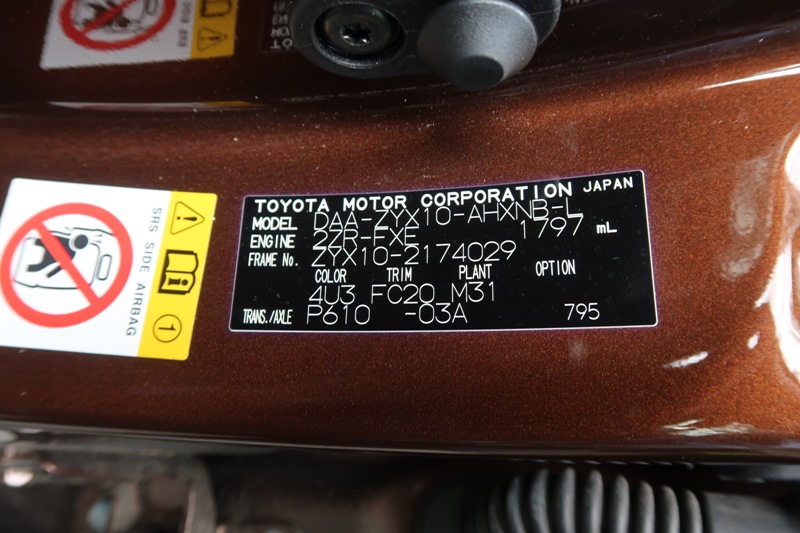 TOYOTA MOTOR CORPORATION JAPAN
MODEL DAA-ZYX10-AHXNB-L
ENGINE 2ZR-FXE 1797 mL
FRAME No. ZYX10-2174029
COLOR TRIM PLANT OPTION
4U3 FC20 M31
TRANS./AXLE P610 -03A 795
SRS SIDE AIRBAG
1